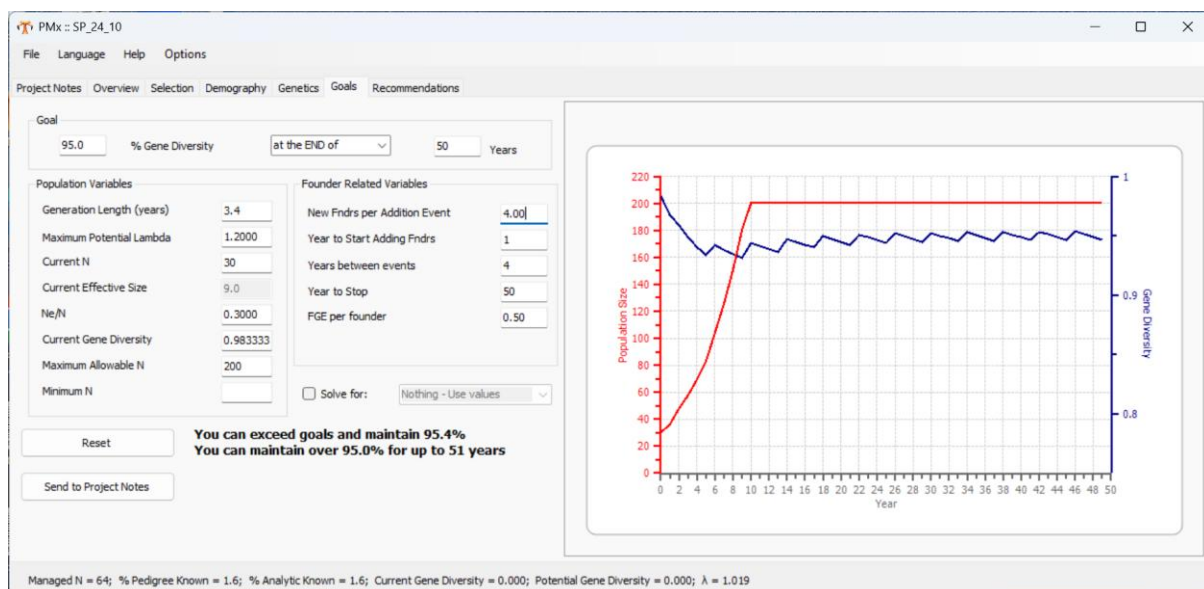 PMx :: SP_24_10
File Language Help Options
Project Notes Overview Selection Demography Genetics Goals Recommendations
Goal
95.0 % Gene Diversity at the END of 50 Years
Population Variables
Generation Length (years) 3.4
Maximum Potential Lambda 1.2000
Current N 30
Current Effective Size 9.0
Ne/N 0.3000
Current Gene Diversity 0.983333
Maximum Allowable N 200
Minimum N
Founder Related Variables
New Fndrs per Addition Event 4.00
Year to Start Adding Fndrs 1
Years between events 4
Year to Stop 50
FGE per founder 0.50
Solve for: Nothing - Use values
Reset
Send to Project Notes
You can exceed goals and maintain 95.4%
You can maintain over 95.0% for up to 51 years
Population Size
220
200
180
160
140
120
100
80
60
40
20
0
0 2 4 6 8 10 12 14 16 18 20 22 24 26 28 30 32 34 36 38 40 42 44 46 48 50
Year
1
0.9
0.8
Gene Diversity
Managed N = 64; % Pedigree Known = 1.6; % Analytic Known = 1.6; Current Gene Diversity = 0.000; Potential Gene Diversity = 0.000; λ = 1.019